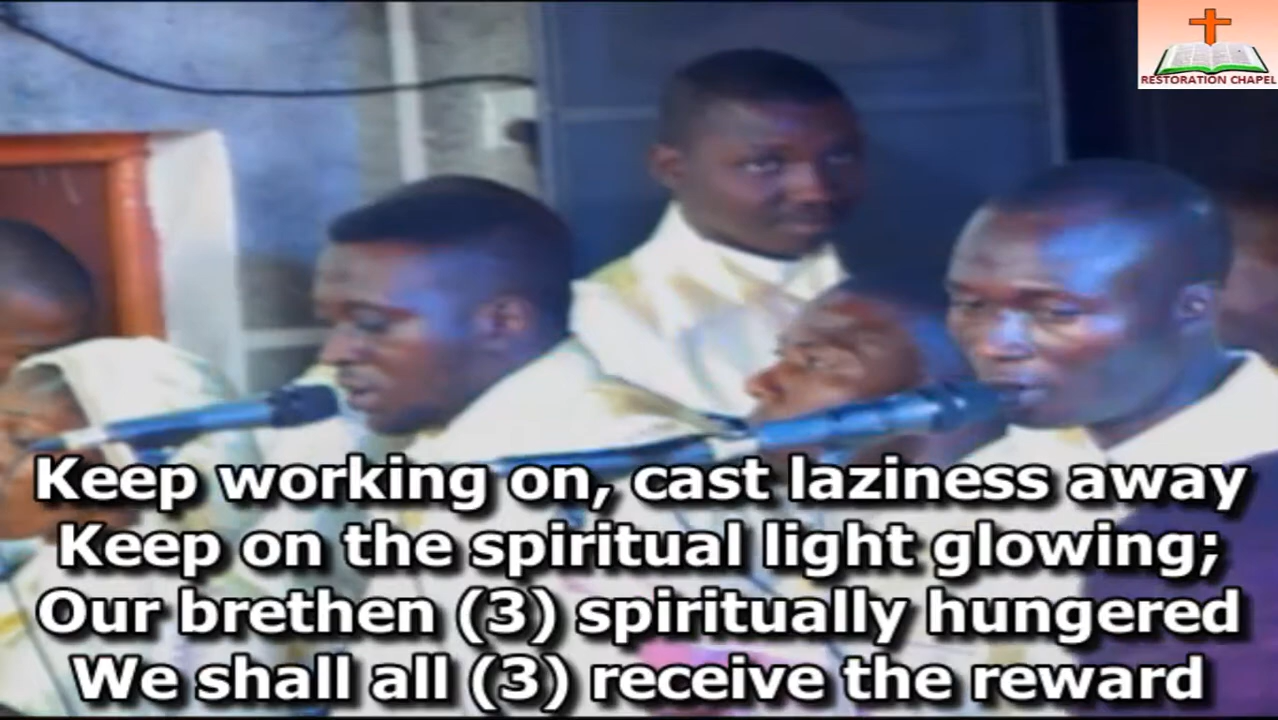 RESTORATION CHAPEL
Keep working on, cast laziness away
Keep on the spiritual light glowing;
Our brethen (3) spiritually hungered
We shall all (3) receive the reward